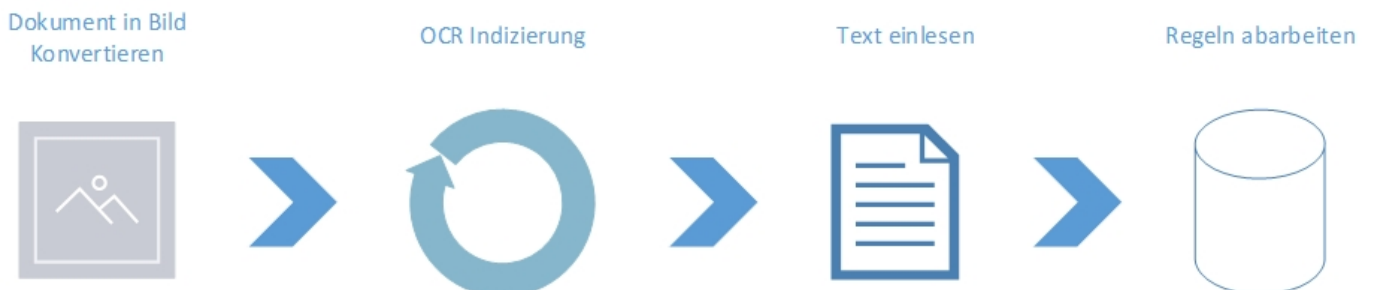 Dokument in Bild
Konvertieren
OCR Indizierung
Text einlesen
Regeln abarbeiten